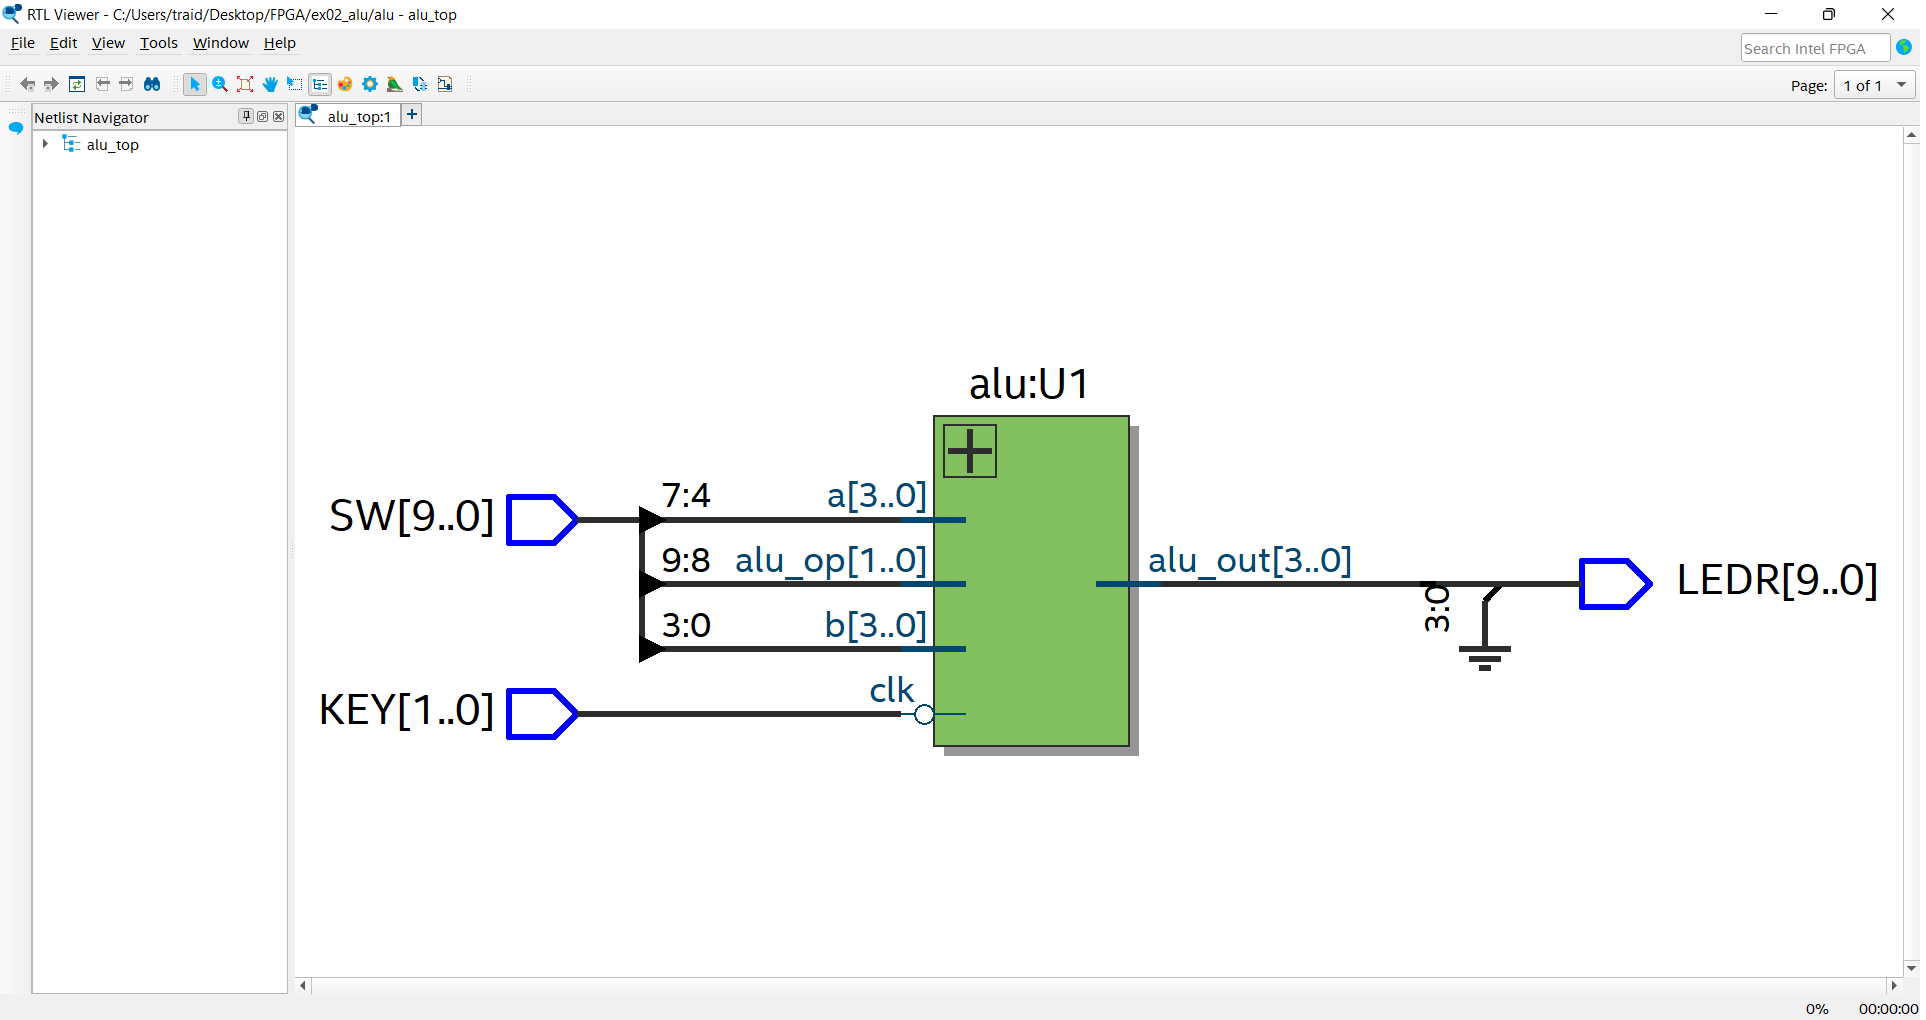 RTL Viewer - C:/Users/traid/Desktop/FPGA/ex02_alu/alu - alu_top
File Edit View Tools Window Help
Search Intel FPGA
Page: 1 of 1
Netlist Navigator
alu_top:1
alu_top
alu:U1
SW[9..0]
7:4
a[3..0]
9:8
alu_op[1..0]
3:0
b[3..0]
KEY[1..0]
clk
alu_out[3..0]
3:0
LEDR[9..0]
0% 00:00:00